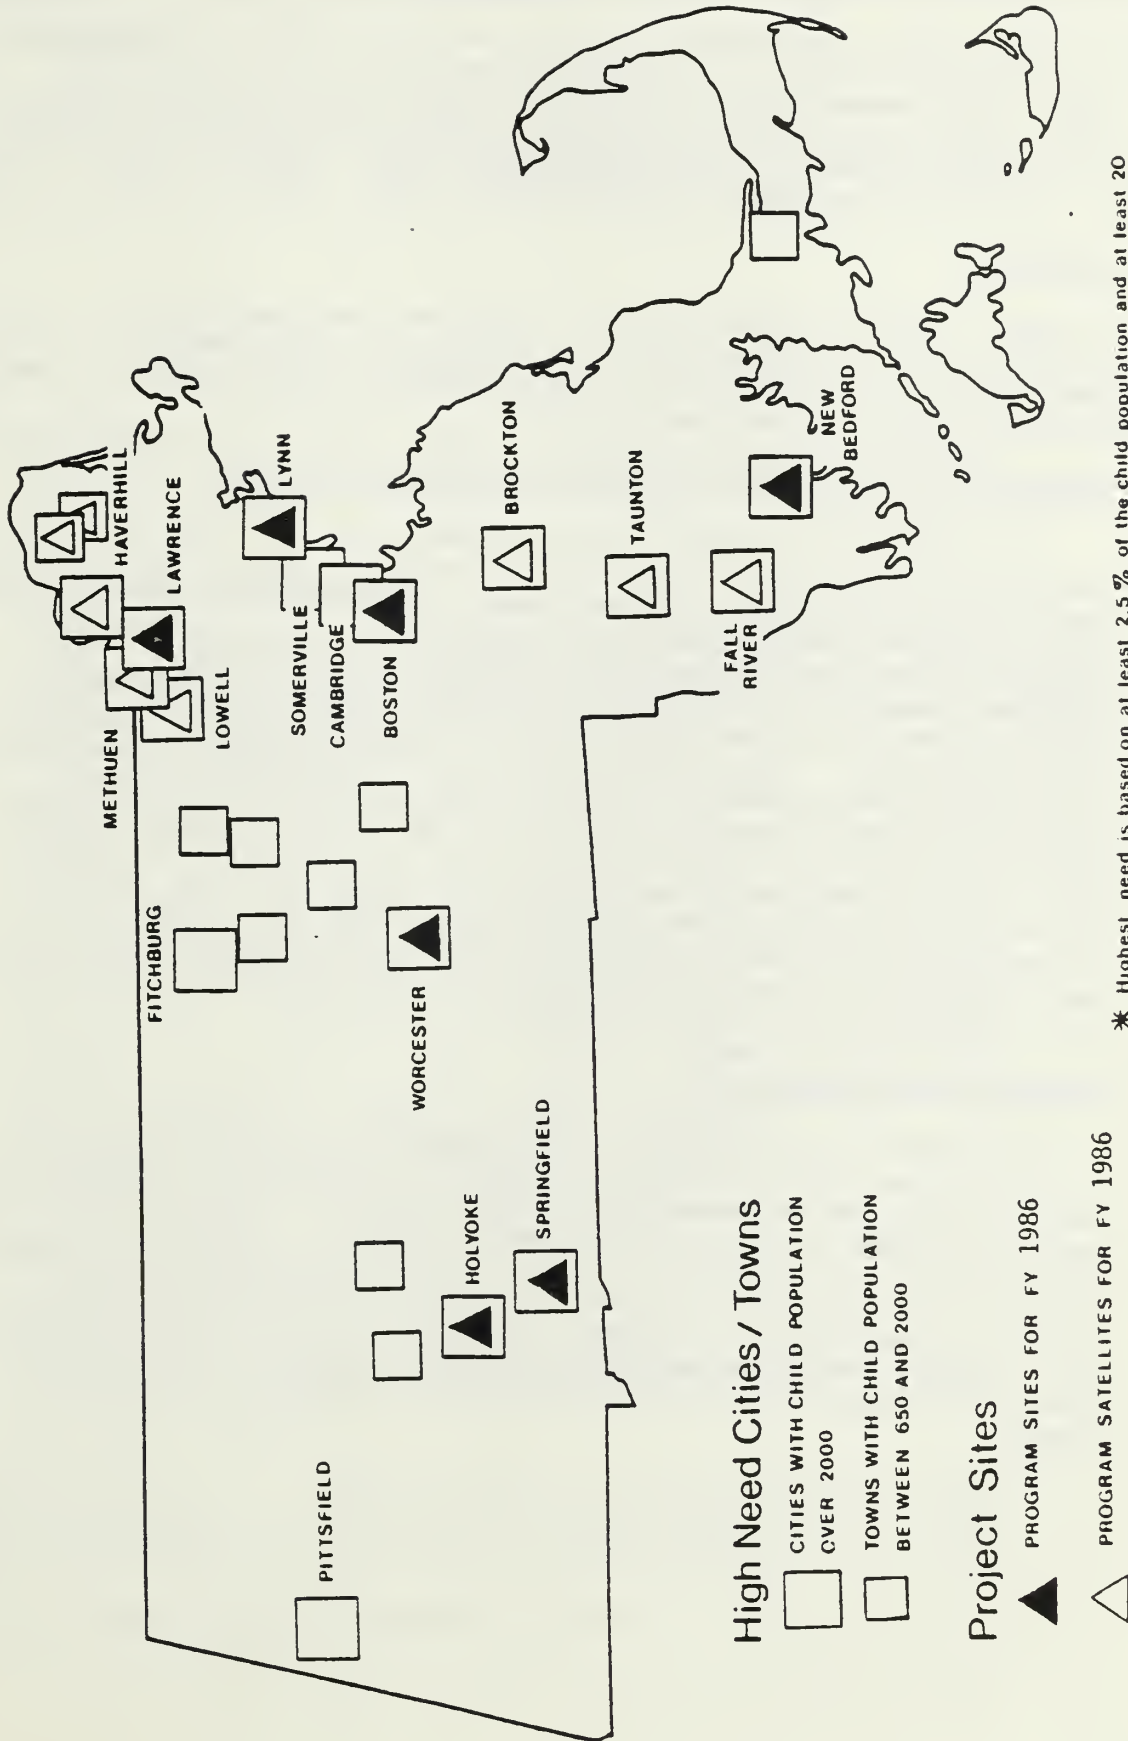 HAVERHILL
LAWRENCE
METHUEN
LOWELL
LYNN
SOMERVILLE
CAMBRIDGE
BOSTON
FITCHBURG
WORCESTER
BROCKTON
TAUNTON
FALL
RIVER
NEW
BEDFORD
PITTSFIELD
HOLYOKE
SPRINGFIELD
High Need Cities / Towns
CITIES WITH CHILD POPULATION
OVER 2000
TOWNS WITH CHILD POPULATION
BETWEEN 650 AND 2000
Project Sites
PROGRAM SITES FOR FY 1986
PROGRAM SATELLITES FOR FY 1986
* Highest need is based on at least 2.5 % of the child population and at least 20